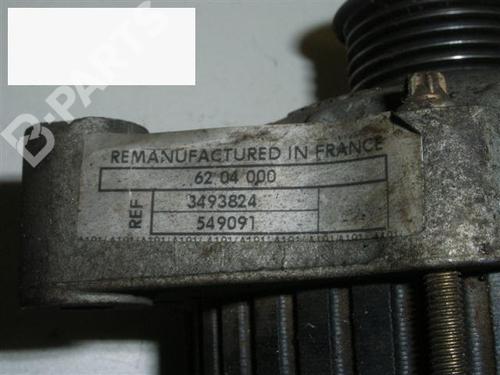 B-PARTS
REMANUFACTURED IN FRANCE
62 04 000
REF
3493824
549091